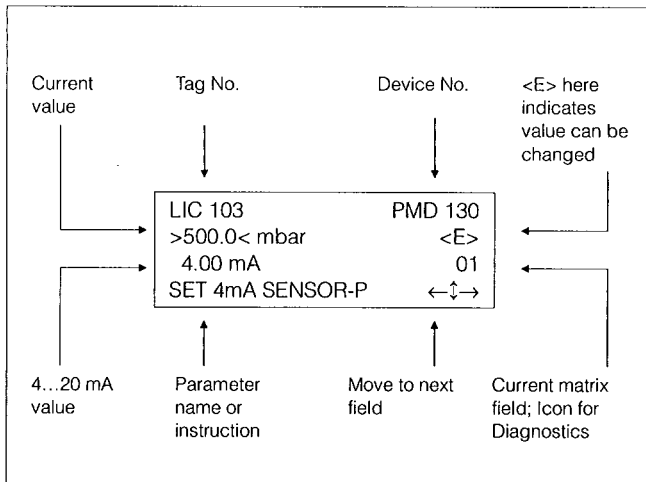 Current
value
Tag No.
Device No.
<E> here
indicates
value can be
changed
LIC 103 PMD 130
>500.0< mbar <E>
4.00 mA 01
SET 4mA SENSOR-P ←↕→
4...20 mA
value
Parameter
name or
instruction
Move to next
field
Current matrix
field; Icon for
Diagnostics